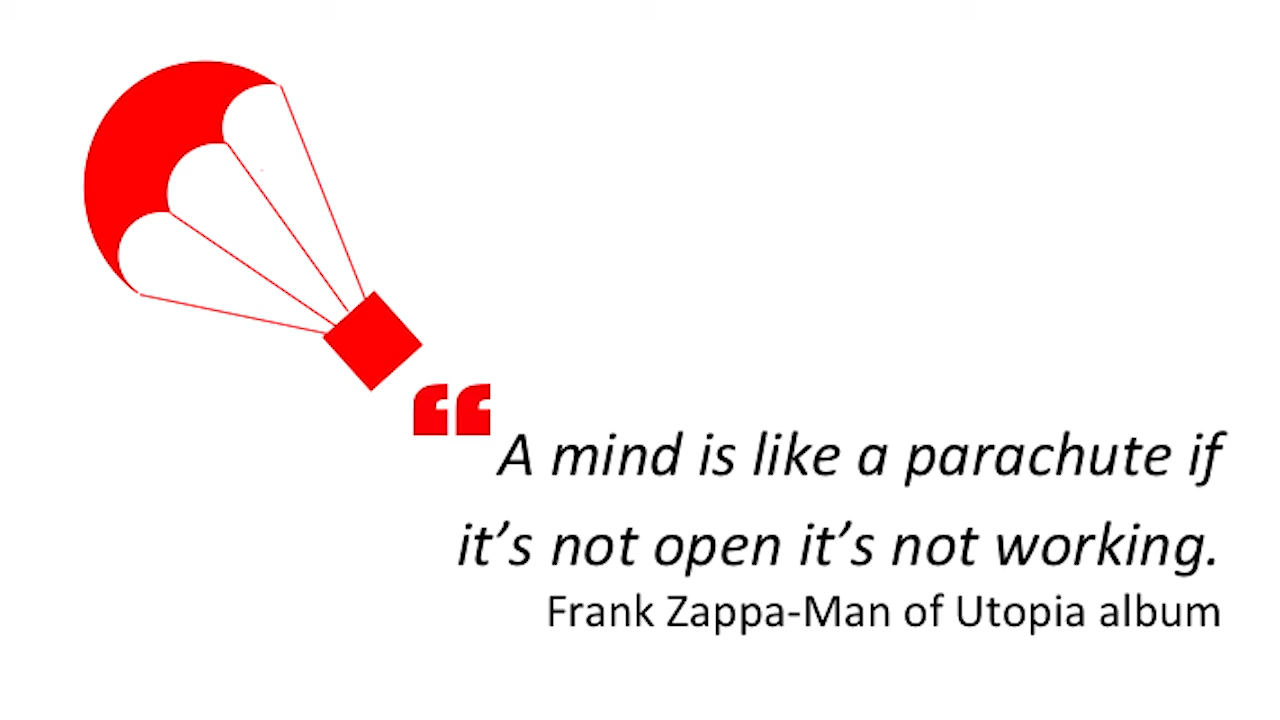 “A mind is like a parachute if
it’s not open it’s not working.
Frank Zappa-Man of Utopia album